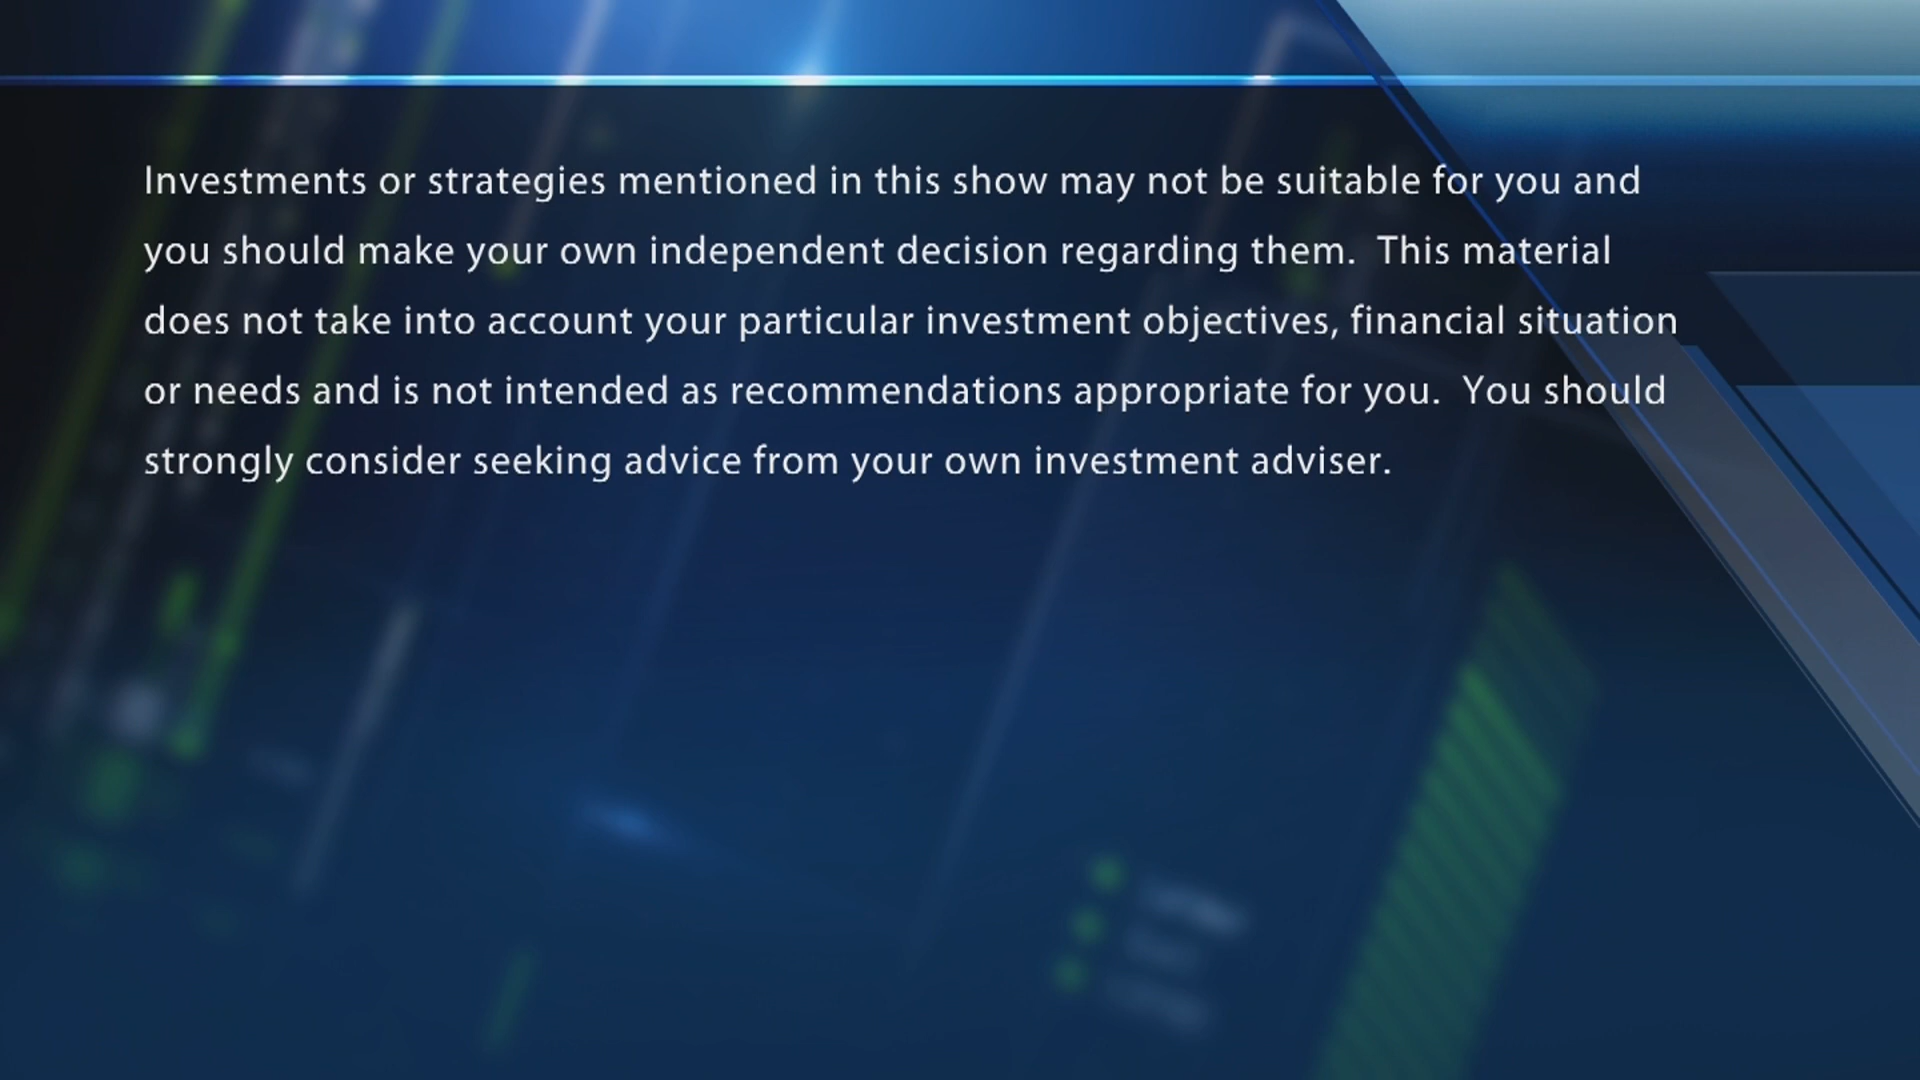 Investments or strategies mentioned in this show may not be suitable for you and
you should make your own independent decision regarding them.  This material
does not take into account your particular investment objectives, financial situation
or needs and is not intended as recommendations appropriate for you.  You should
strongly consider seeking advice from your own investment adviser.